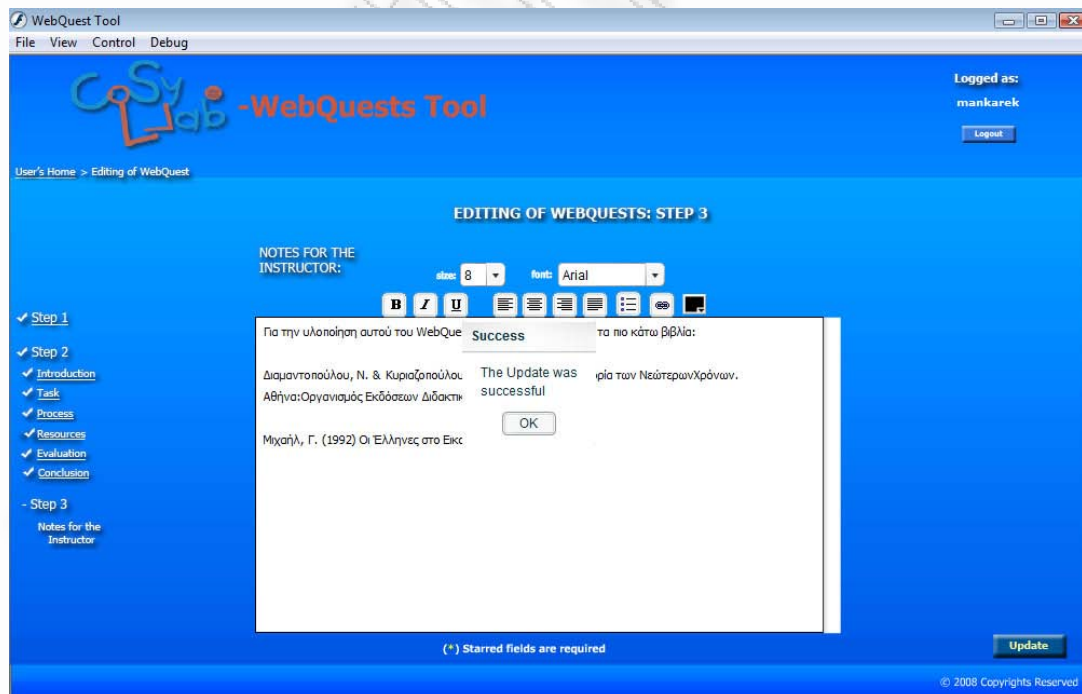 WebQuest Tool
File View Control Debug
CoSy Lab -WebQuests Tool
Logged as:
mankarek
Logout
User's Home > Editing of WebQuest
EDITING OF WEBQUESTS: STEP 3
NOTES FOR THE
INSTRUCTOR:
size: 8 font: Arial
B I U
Step 1
Step 2
Introduction
Task
Process
Resources
Evaluation
Conclusion
- Step 3
Notes for the
Instructor
Για την υλοποίηση αυτού του τα πιο κάτω βιβλία:
Διαμαντοπούλου, Ν. & Κυριαζοπούλου των ΝεώτερωνΧρόνων.
Αθήνα:Οργανισμός Εκδόσεων
Μιχαήλ, Γ. (1992) Οι Έλληνες στο
Success
The Update was
successful
OK
(*) Starred fields are required
Update
© 2008 Copyrights Reserved